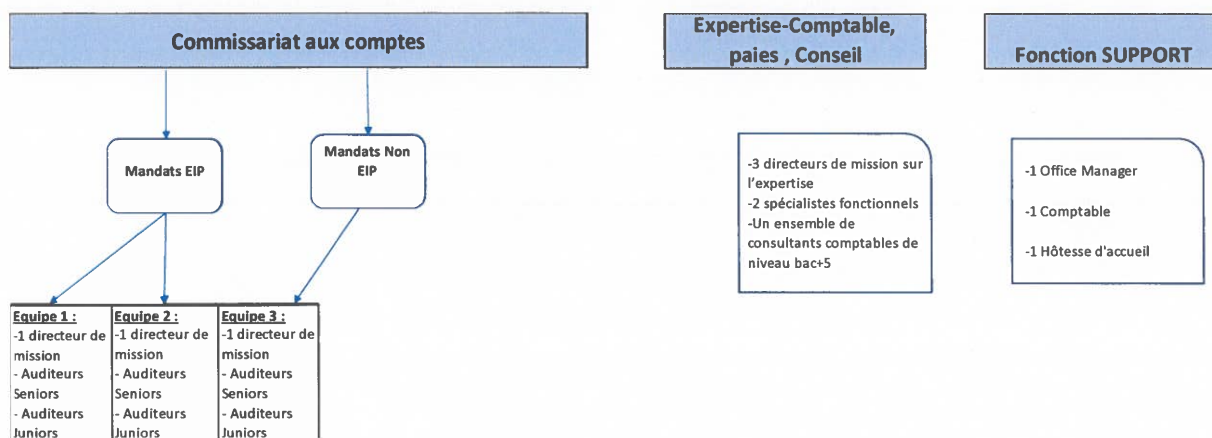 Commissariat aux comptes
Expertise-Comptable,
paies , Conseil
Fonction SUPPORT
Mandats EIP
Mandats Non
EIP
-3 directeurs de mission sur
l'expertise
-2 spécialistes fonctionnels
-Un ensemble de
consultants comptables de
niveau bac+5
-1 Office Manager
-1 Comptable
-1 Hôtesse d'accueil
Equipe 1 :
-1 directeur de
mission
- Auditeurs
Seniors
- Auditeurs
Juniors
Equipe 2 :
-1 directeur de
mission
- Auditeurs
Seniors
- Auditeurs
Juniors
Equipe 3 :
-1 directeur de
mission
- Auditeurs
Seniors
- Auditeurs
Juniors